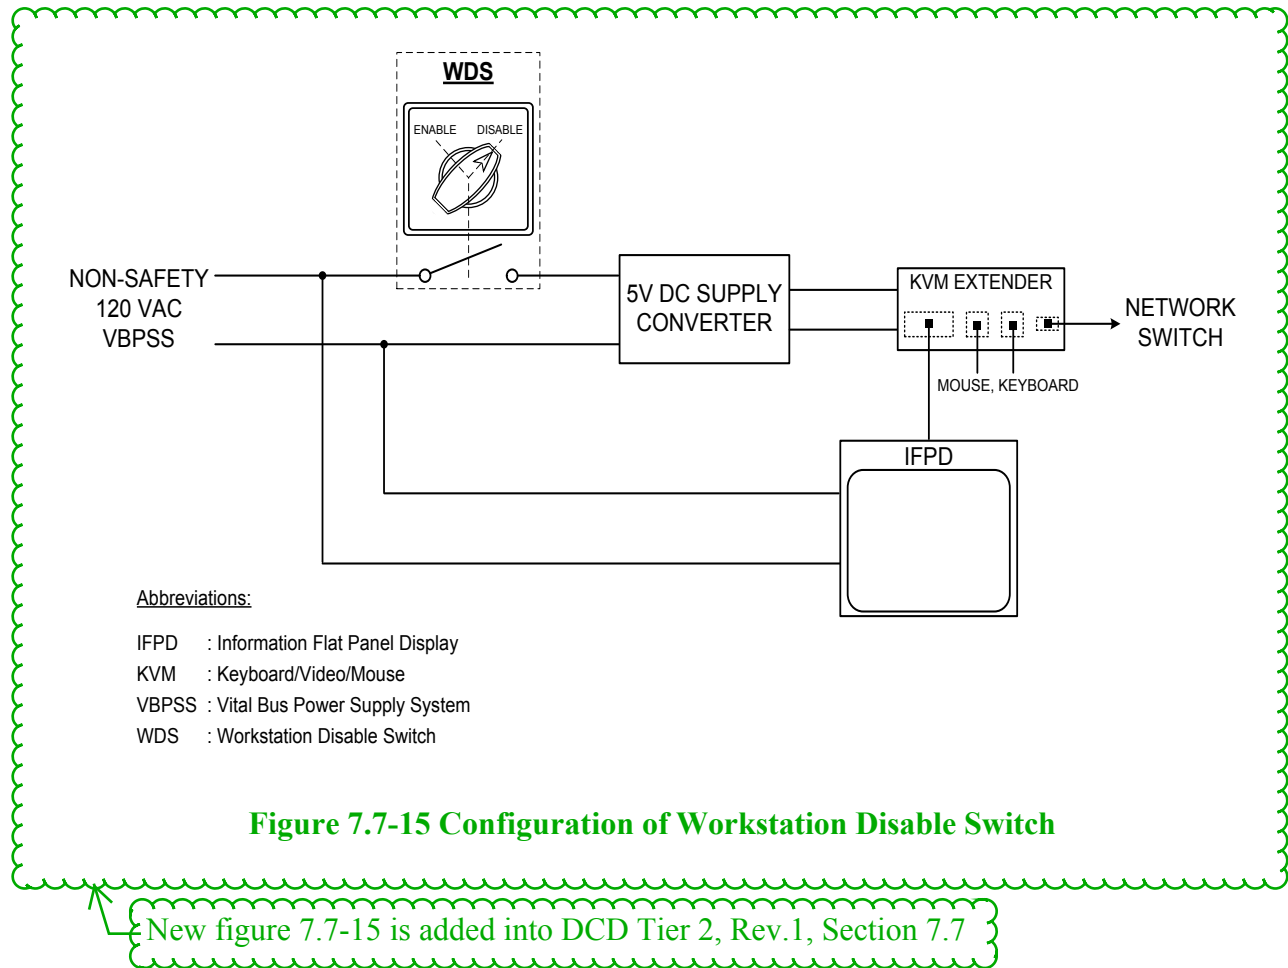 WDS
ENABLE DISABLE
NON-SAFETY
120 VAC
VBPSS
5V DC SUPPLY
CONVERTER
KVM EXTENDER
NETWORK
SWITCH
MOUSE, KEYBOARD
IFPD
Abbreviations:
IFPD : Information Flat Panel Display
KVM : Keyboard/Video/Mouse
VBPSS : Vital Bus Power Supply System
WDS : Workstation Disable Switch
Figure 7.7-15 Configuration of Workstation Disable Switch
New figure 7.7-15 is added into DCD Tier 2, Rev.1, Section 7.7